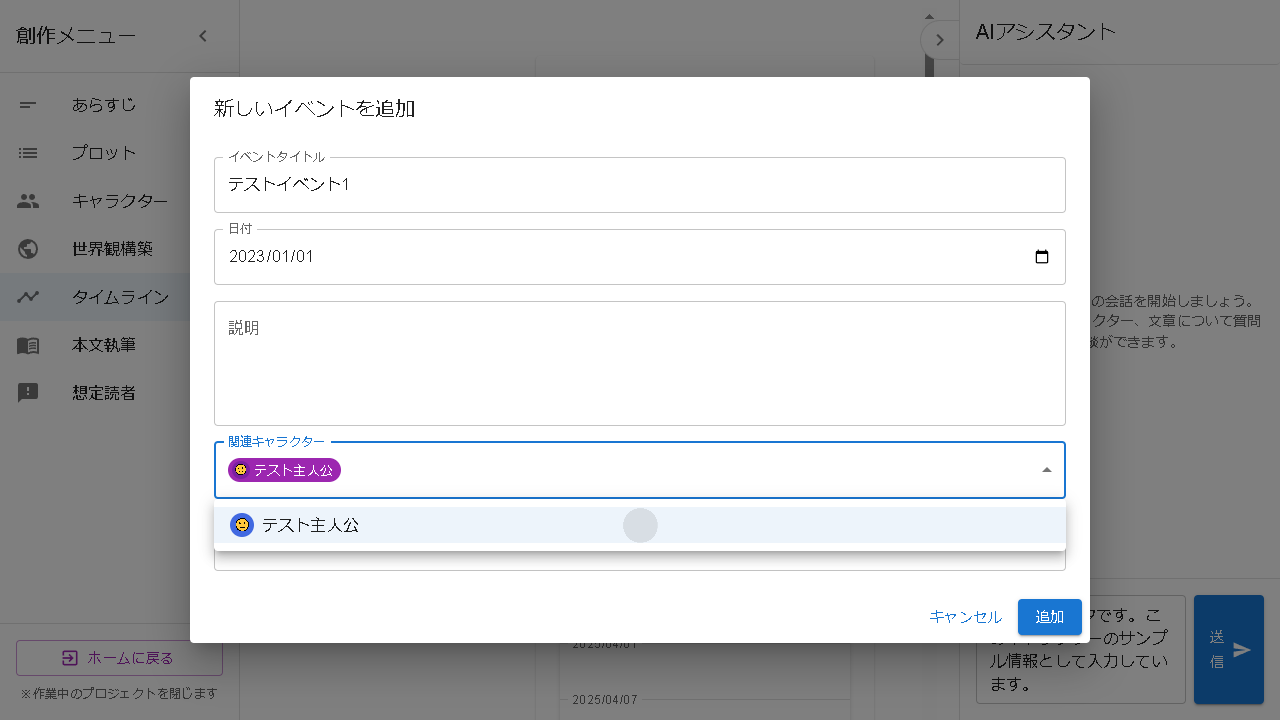 創作メニュー
あらすじ
プロット
キャラクター
世界観構築
タイムライン
本文執筆
想定読者
ホームに戻る
※作業中のプロジェクトを閉じます
新しいイベントを追加
イベントタイトル
テストイベント1
日付
2023/01/01
説明
関連キャラクター
テスト主人公
テスト主人公
キャンセル
追加
2025/04/01
2025/04/07
AIアシスタント
の会話を開始しましょう。
クター、文章について質問
ができます。
です。こ
のサンプ
ル情報として入力してい
ます。
送
信